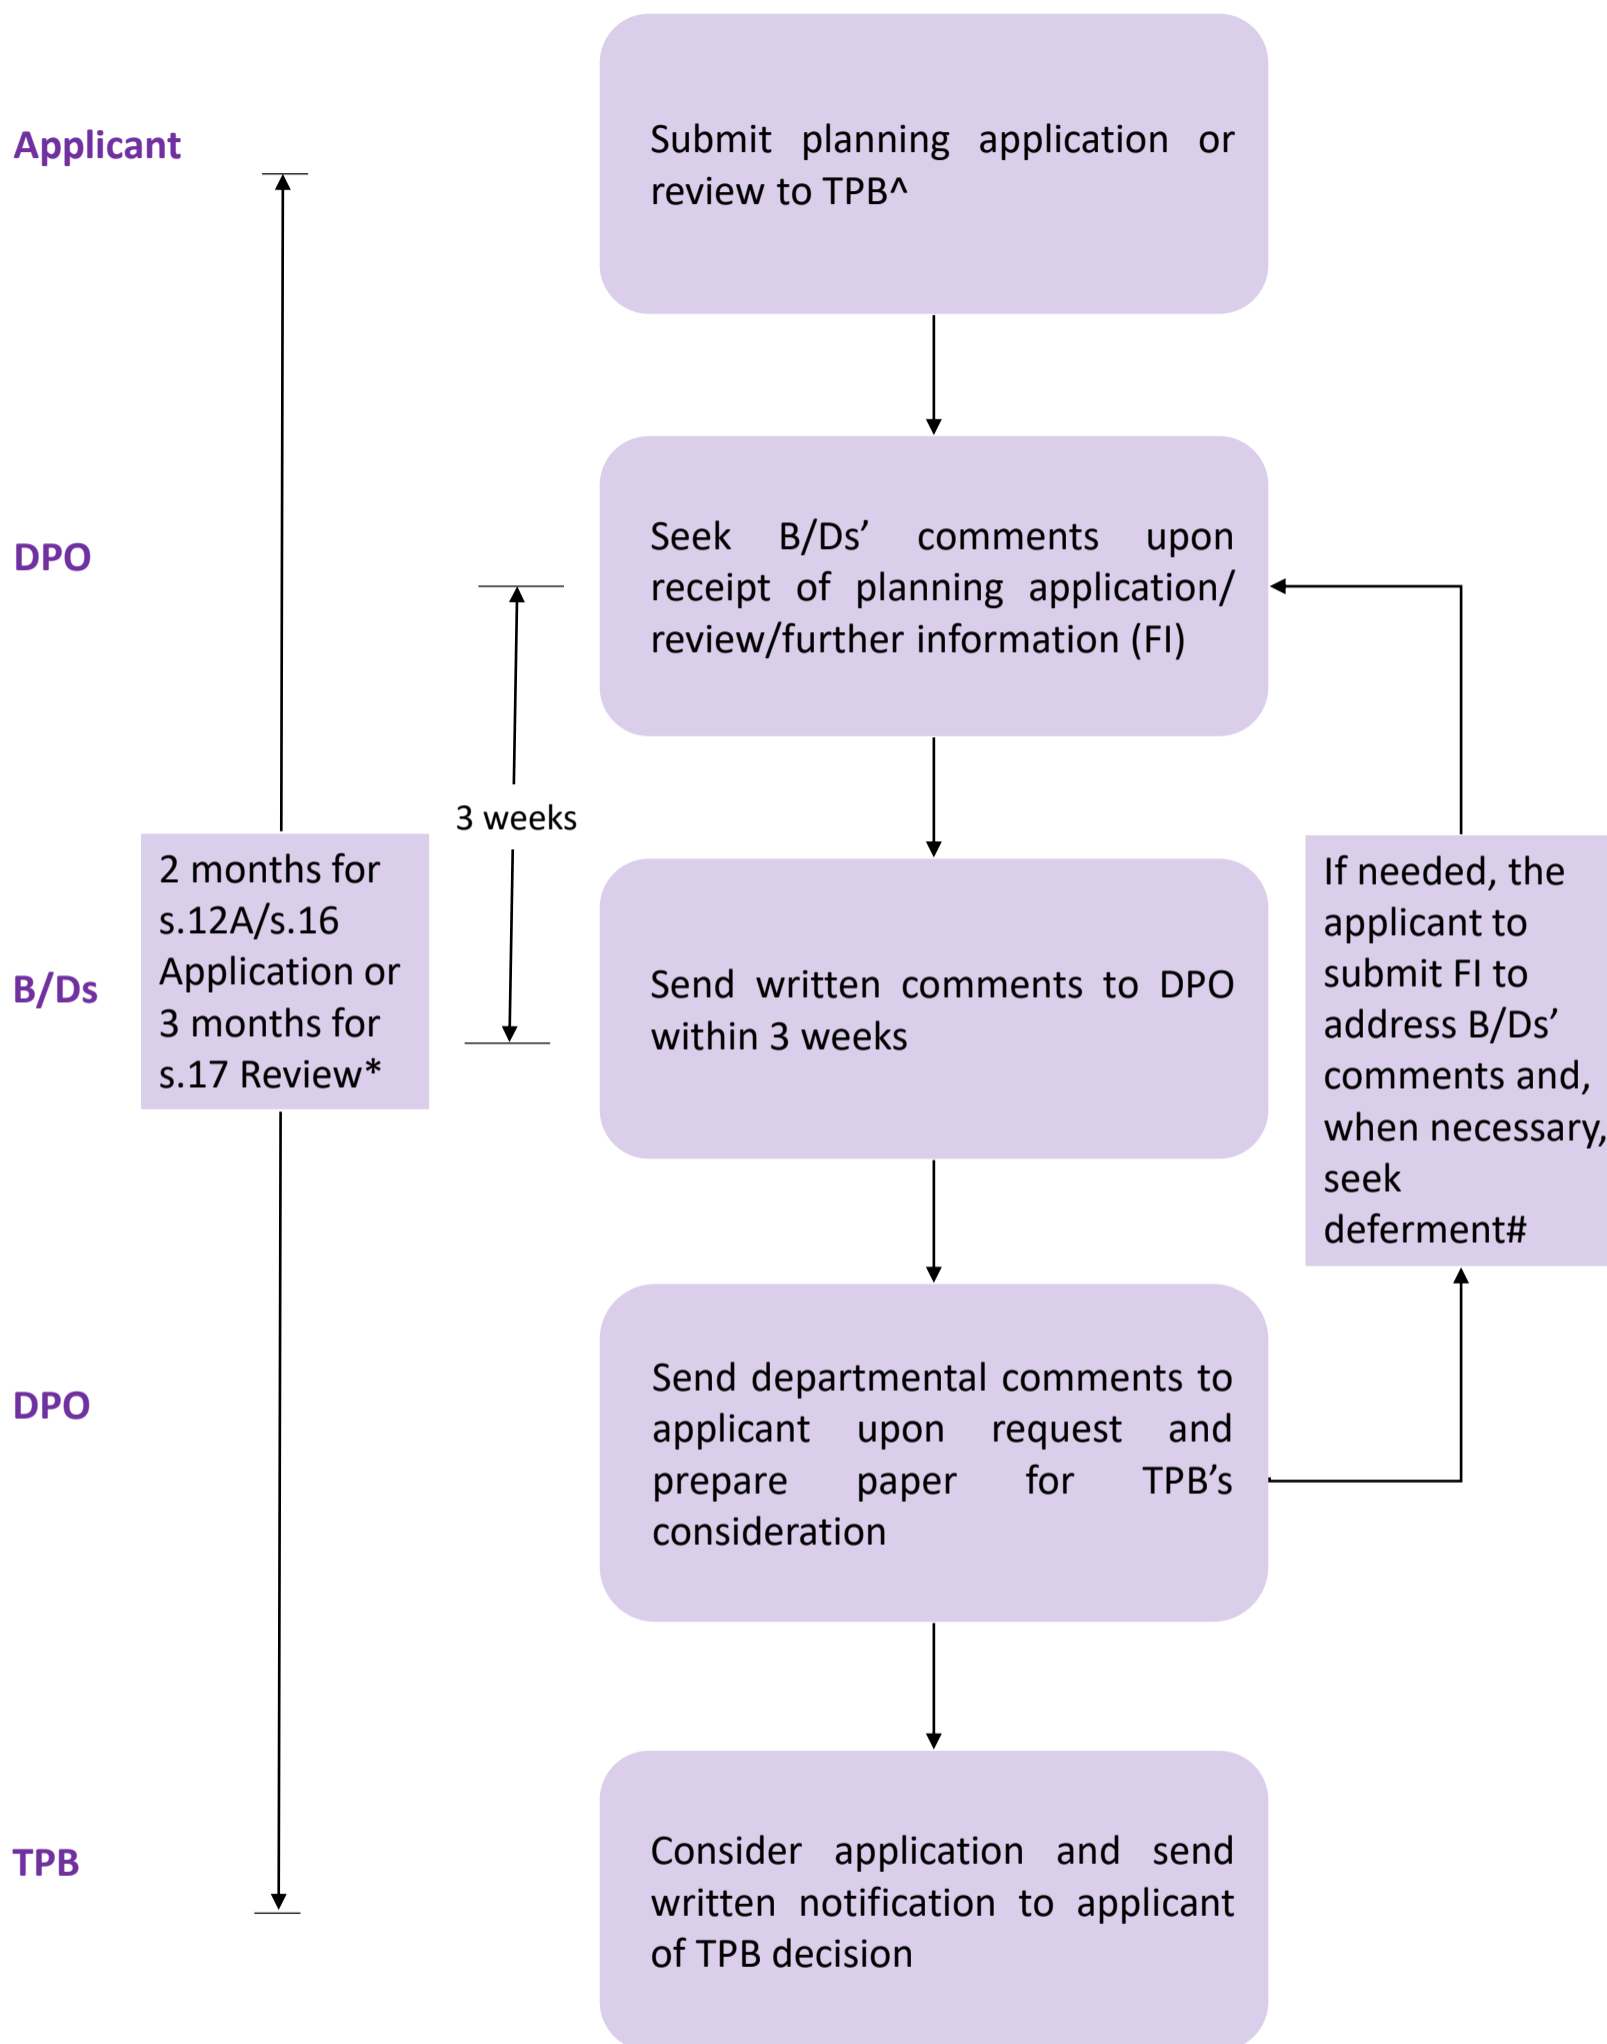 Applicant
Submit planning application or
review to TPB^
DPO
Seek B/Ds’ comments upon
receipt of planning application/
review/further information (FI)
3 weeks
2 months for
s.12A/s.16
Application or
3 months for
s.17 Review*
B/Ds
Send written comments to DPO
within 3 weeks
If needed, the
applicant to
submit FI to
address B/Ds’
comments and,
when necessary,
seek
deferment#
DPO
Send departmental comments to
applicant upon request and
prepare paper for TPB’s
consideration
TPB
Consider application and send
written notification to applicant
of TPB decision